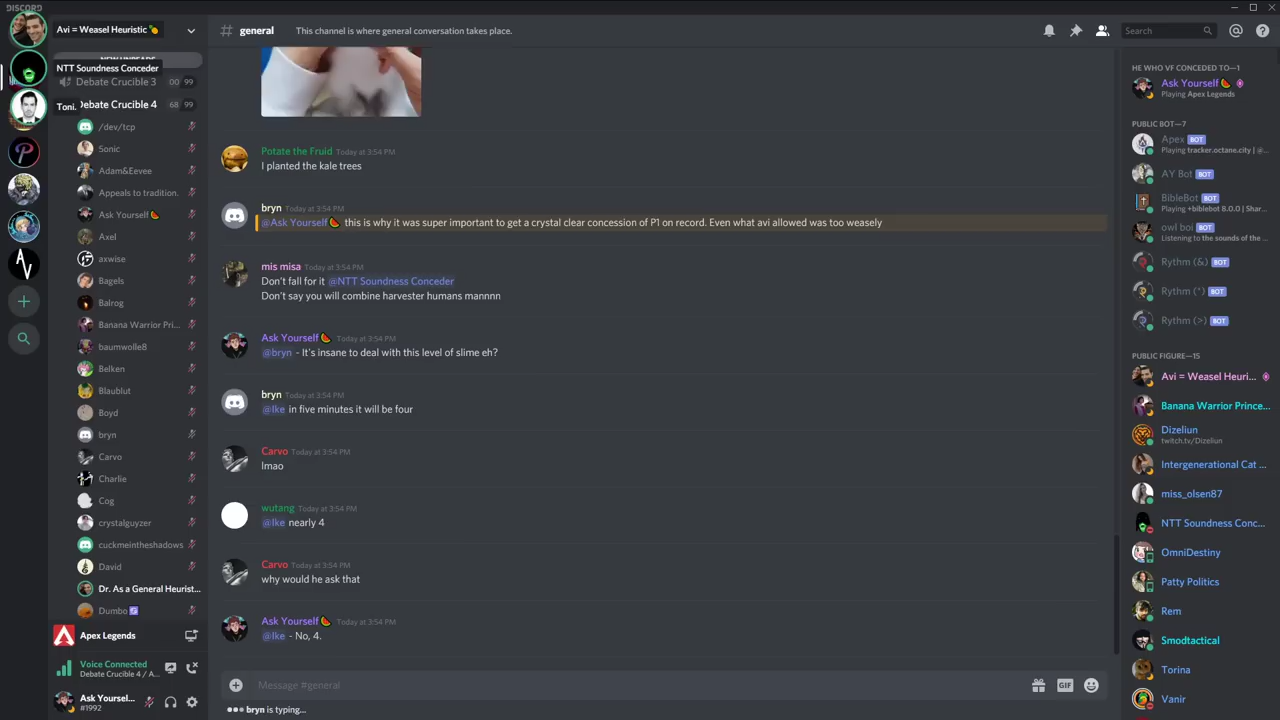 DISCORD
Avi = Weasel Heuristic
general
This channel is where general conversation takes place.
Search
NEW UNREADS
NTT Soundness Conceder
Debate Crucible 3
00 99
Toni.
Debate Crucible 4
68 99
/dev/tcp
Sonic
Adam&Eevee
Appeals to tradition.
Ask Yourself
Axel
axwise
Bagels
Balrog
Banana Warrior Pri...
baumwolle8
Belken
Blaublut
Boyd
bryn
Carvo
Charlie
Cog
crystalguyzer
cuckmeintheshadows
David
Dr. As a General Heurist...
Dumbo
Apex Legends
Voice Connected
Debate Crucible 4 / A...
Ask Yoursel...
#1992
Potate the Fruid Today at 3:54 PM
I planted the kale trees
bryn Today at 3:54 PM
@Ask Yourself this is why it was super important to get a crystal clear concession of P1 on record. Even what avi allowed was too weasely
mis misa Today at 3:54 PM
Don't fall for it @NTT Soundness Conceder
Don't say you will combine harvester humans mannnn
Ask Yourself Today at 3:54 PM
@bryn - It's insane to deal with this level of slime eh?
bryn Today at 3:54 PM
@Ike in five minutes it will be four
Carvo Today at 3:54 PM
lmao
wutang Today at 3:54 PM
@Ike nearly 4
Carvo Today at 3:54 PM
why would he ask that
Ask Yourself Today at 3:54 PM
@Ike - No, 4.
Message #general
GIF
bryn is typing...
HE WHO VF CONCEDED TO—1
Ask Yourself
Playing Apex Legends
PUBLIC BOT—7
Apex BOT
Playing tracker.octane.city | @...
AY Bot BOT
BibleBot BOT
Playing +biblebot 8.0.0 | Shar...
owl boi BOT
Listening to the sounds of the ...
Rythm (&) BOT
Rythm (*) BOT
Rythm (>) BOT
PUBLIC FIGURE—15
Avi = Weasel Heuri...
Banana Warrior Prince...
Dizeliun
twitch.tv/Dizeliun
Intergenerational Cat ...
miss_olsen87
NTT Soundness Conc...
OmniDestiny
Patty Politics
Rem
Smodtactical
Torina
Vanir